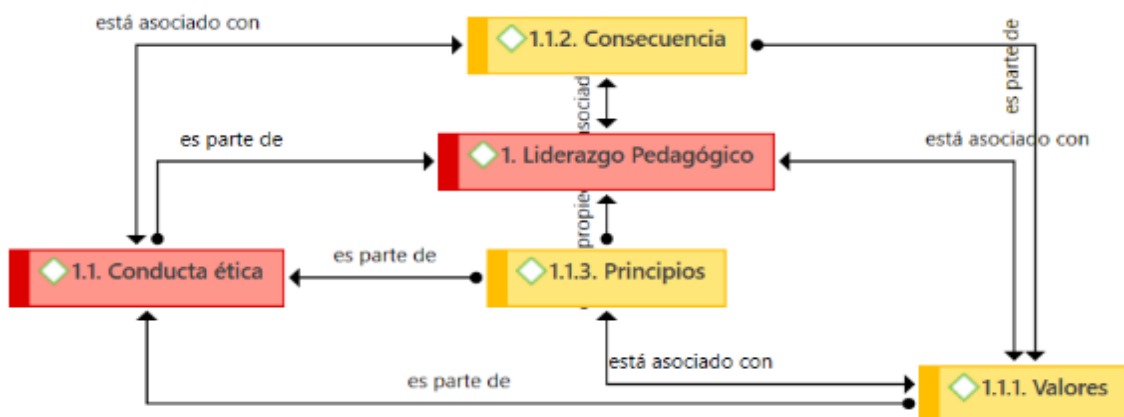 está asociado con
1.1.2. Consecuencia
es parte de
es parte de
1. Liderazgo Pedagógico
está asociado con
1.1. Conducta ética
es parte de
1.1.3. Principios
está asociado con
es parte de
1.1.1. Valores